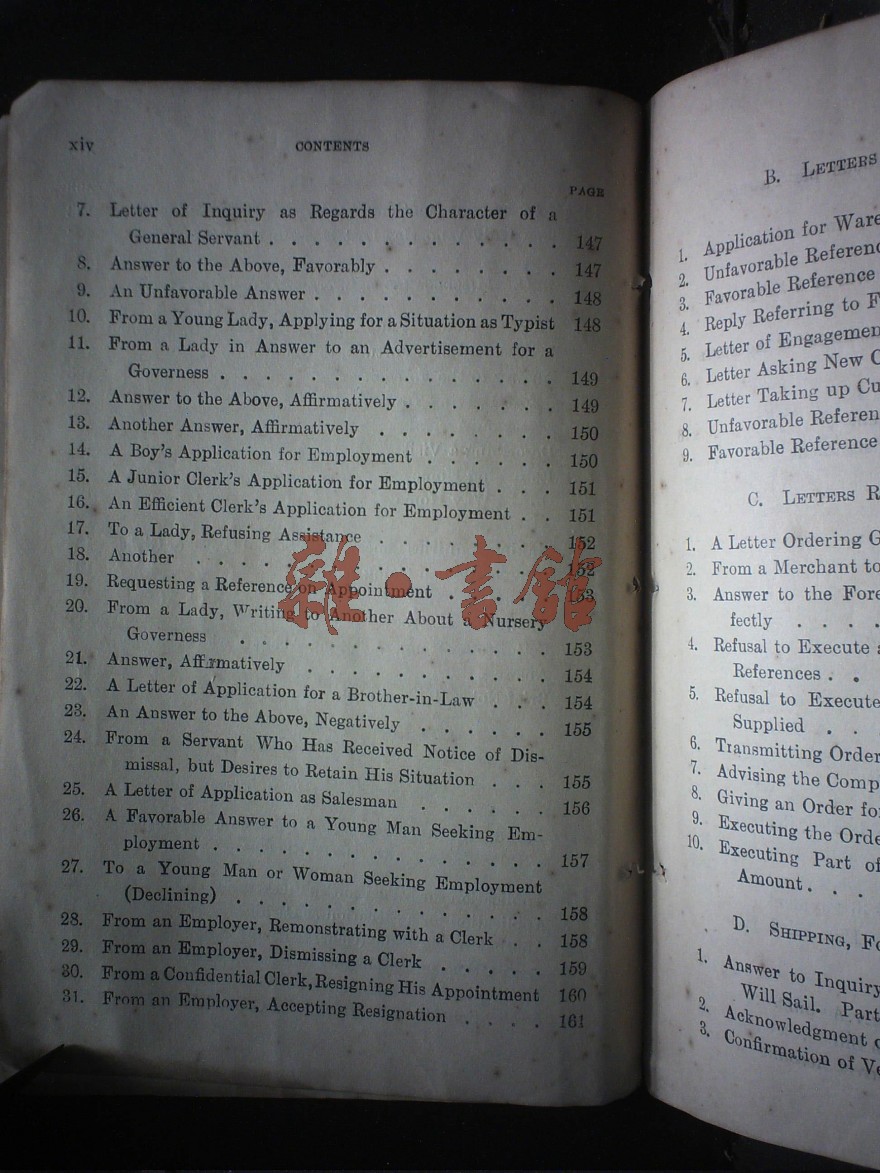 xiv CONTENTS
PAGE
7. Letter of Inquiry as Regards the Character of a
General Servant . . . . . . . . . . . . . 147
8. Answer to the Above, Favorably . . . . . . . . 147
9. An Unfavorable Answer . . . . . . . . . . . 148
10. From a Young Lady, Applying for a Situation as Typist 148
11. From a Lady in Answer to an Advertisement for a
Governess . . . . . . . . . . . . . . . 149
12. Answer to the Above, Affirmatively . . . . . . . 149
13. Another Answer, Affirmatively . . . . . . . . 150
14. A Boy's Application for Employment . . . . . . 150
15. A Junior Clerk's Application for Employment . . . 151
16. An Efficient Clerk's Application for Employment . . 151
17. To a Lady, Refusing Assistance . . . . . . . . 152
18. Another . . . . . . . . . . . . . . . 152
19. Requesting a Reference on Appointment . . . . . 153
20. From a Lady, Writing to Another About a Nursery
Governess . . . . . . . . . . . . . . 153
21. Answer, Affirmatively . . . . . . . . . . . 154
22. A Letter of Application for a Brother-in-Law . . . 154
23. An Answer to the Above, Negatively . . . . . . 155
24. From a Servant Who Has Received Notice of Dis-
missal, but Desires to Retain His Situation . . . 155
25. A Letter of Application as Salesman . . . . . . 156
26. A Favorable Answer to a Young Man Seeking Em-
ployment . . . . . . . . . . . . . . . 157
27. To a Young Man or Woman Seeking Employment
(Declining) . . . . . . . . . . . . . . 158
28. From an Employer, Remonstrating with a Clerk . . 158
29. From an Employer, Dismissing a Clerk . . . . . 159
30. From a Confidential Clerk, Resigning His Appointment 160
31. From an Employer, Accepting Resignation . . . . 161
雜·書館
B. LETTERS
1. Application for Ware
2. Unfavorable Referenc
3. Favorable Reference
4. Reply Referring to F
5. Letter of Engagemen
6. Letter Asking New C
7. Letter Taking up Cu
8. Unfavorable Referen
9. Favorable Reference
C. LETTERS R
1. A Letter Ordering G
2. From a Merchant to
3. Answer to the Fore
fectly . . . .
4. Refusal to Execute a
References . .
5. Refusal to Execute
Supplied . .
6. Transmitting Order
7. Advising the Comp
8. Giving an Order for
9. Executing the Orde
10. Executing Part of
Amount . . .
D. SHIPPING, Fo
1. Answer to Inquiry
Will Sail. Part
2. Acknowledgment o
3. Confirmation of Ve